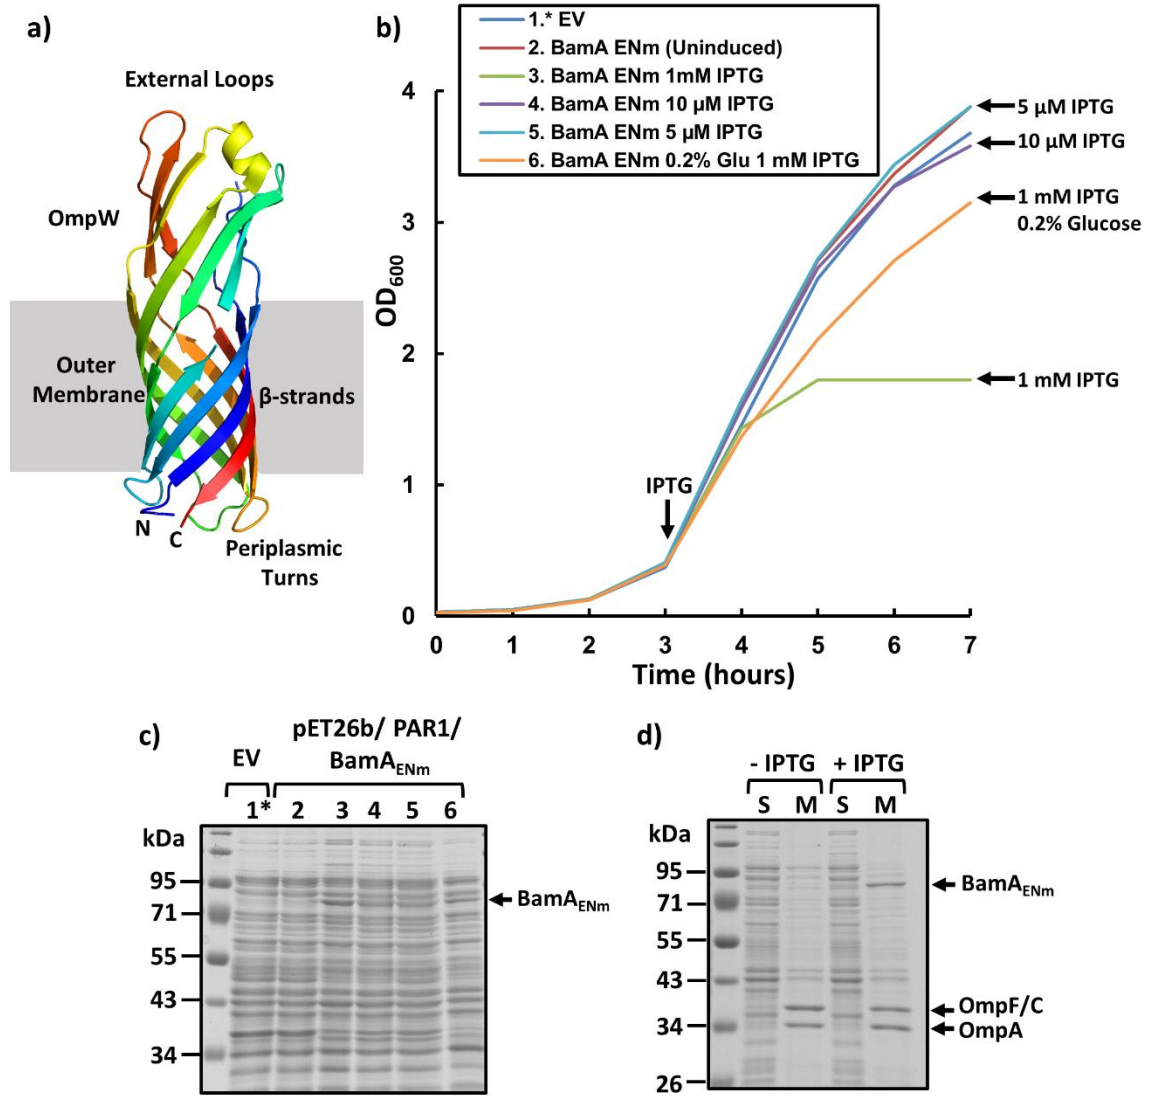 a)
External Loops
OmpW
Outer
Membrane
β-strands
N
C
Periplasmic
Turns
b)
1.* EV
2. BamA ENm (Uninduced)
3. BamA ENm 1mM IPTG
4. BamA ENm 10 μM IPTG
5. BamA ENm 5 μM IPTG
6. BamA ENm 0.2% Glu 1 mM IPTG
OD600
4
3
2
1
0
0 1 2 3 4 5 6 7
Time (hours)
IPTG
5 μM IPTG
10 μM IPTG
1 mM IPTG
0.2% Glucose
1 mM IPTG
c)
pET26b/ PAR1/
EV BamAENm
1* 2 3 4 5 6
kDa
95
71
55
43
34
BamAENm
d)
- IPTG + IPTG
S M S M
kDa
95
71
55
43
34
26
BamAENm
OmpF/C
OmpA